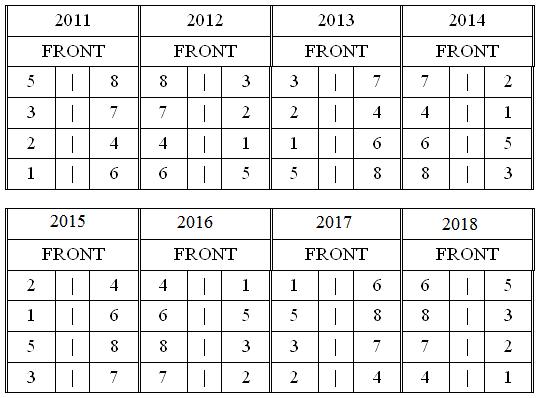 2011 2012 2013 2014
FRONT FRONT FRONT FRONT
5 | 8 8 | 3 3 | 7 7 | 2
3 | 7 7 | 2 2 | 4 4 | 1
2 | 4 4 | 1 1 | 6 6 | 5
1 | 6 6 | 5 5 | 8 8 | 3
2015 2016 2017 2018
FRONT FRONT FRONT FRONT
2 | 4 4 | 1 1 | 6 6 | 5
1 | 6 6 | 5 5 | 8 8 | 3
5 | 8 8 | 3 3 | 7 7 | 2
3 | 7 7 | 2 2 | 4 4 | 1